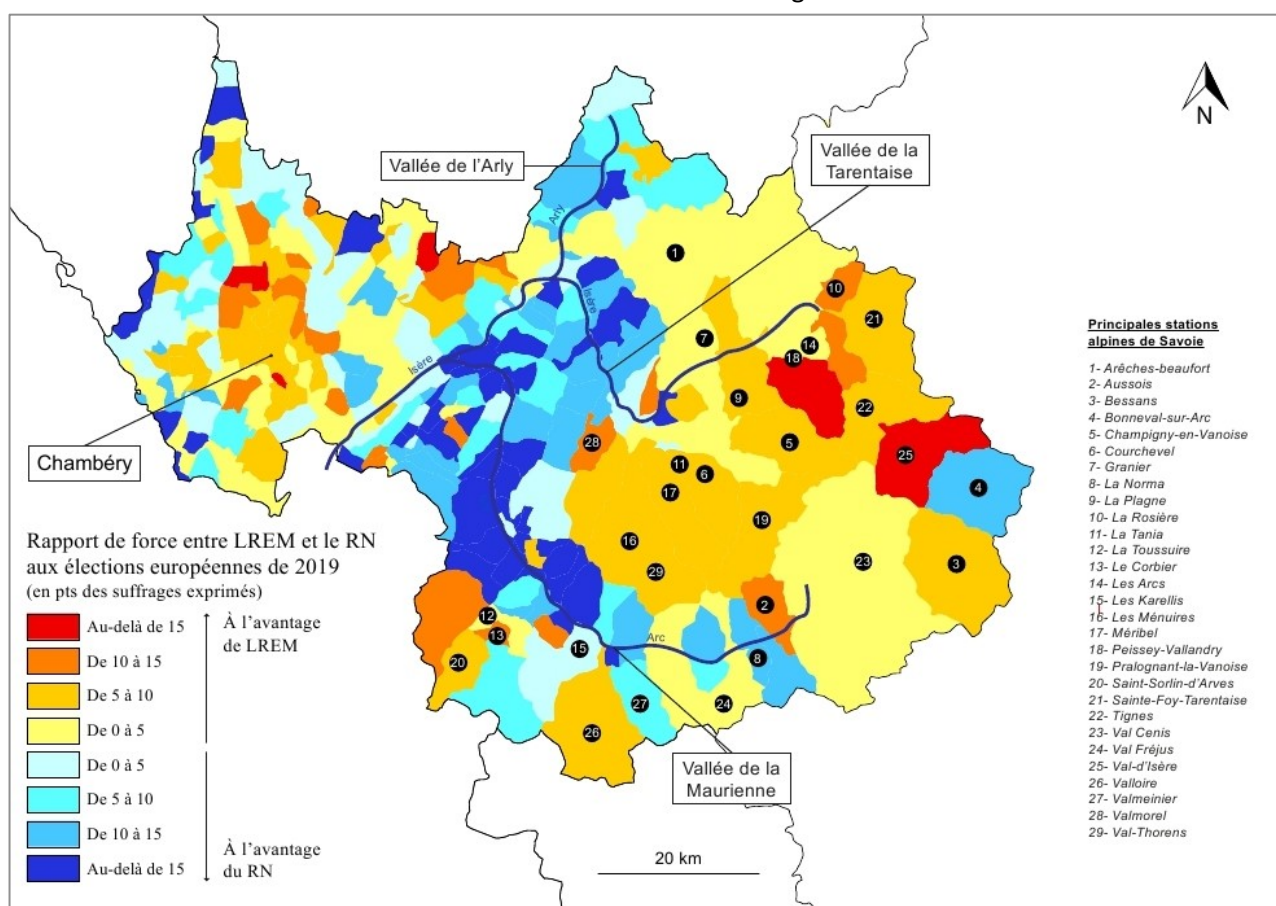 N
Vallée de l'Arly
Vallée de la
Tarentaise
Arly
Isère
Isère
Arc
Chambéry
Vallée de la
Maurienne
1
10
21
7
14
18
9
22
5
28
11
6
25
4
17
19
16
29
23
3
2
12
13
15
20
8
27
24
26
Rapport de force entre LREM et le RN
aux élections européennes de 2019
(en pts des suffrages exprimés)
Au-delà de 15
De 10 à 15
De 5 à 10
De 0 à 5
De 0 à 5
De 5 à 10
De 10 à 15
Au-delà de 15
À l'avantage
de LREM
À l'avantage
du RN
20 km
Principales stations
alpines de Savoie
1- Arêches-beaufort
2- Aussois
3- Bessans
4- Bonneval-sur-Arc
5- Champigny-en-Vanoise
6- Courchevel
7- Granier
8- La Norma
9- La Plagne
10- La Rosière
11- La Tania
12- La Toussuire
13- Le Corbier
14- Les Arcs
15- Les Karellis
16- Les Ménuires
17- Méribel
18- Peissey-Vallandry
19- Pralognant-la-Vanoise
20- Saint-Sorlin-d'Arves
21- Sainte-Foy-Tarentaise
22- Tignes
23- Val Cenis
24- Val Fréjus
25- Val-d'Isère
26- Valloire
27- Valmeinier
28- Valmorel
29- Val-Thorens